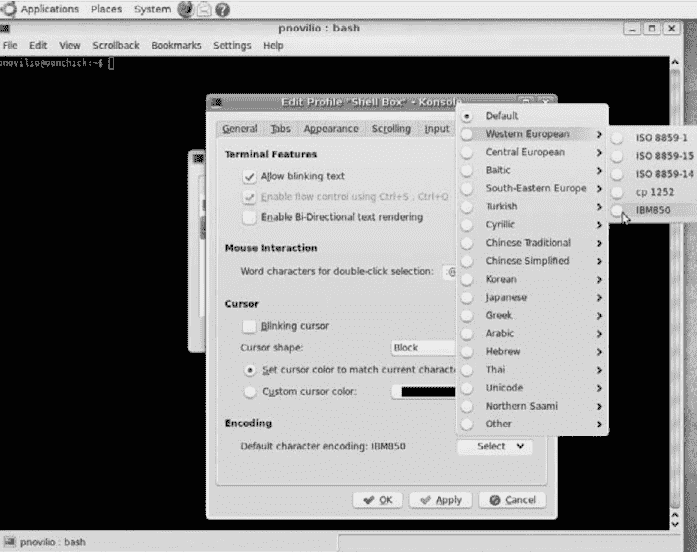 Applications Places System
pnovilio : bash
File Edit View Scrollback Bookmarks Settings Help
pnovilio@ponchick:~$
Edit Profile "Shell Box" - Konsole
General Tabs Appearance Scrolling Input
Terminal Features
Allow blinking text
Enable flow control using Ctrl+S , Ctrl+Q
Enable Bi-Directional text rendering
Mouse Interaction
Word characters for double-click selection:
Cursor
Blinking cursor
Cursor shape: Block
Set cursor color to match current characte
Custom cursor color:
Encoding
Default character encoding: IBM850 Select
OK Apply Cancel
Default
Western European
Central European
Baltic
South-Eastern Europe
Turkish
Cyrillic
Chinese Traditional
Chinese Simplified
Korean
Japanese
Greek
Arabic
Hebrew
Thai
Unicode
Northern Saami
Other
ISO 8859-1
ISO 8859-15
ISO 8859-14
cp 1252
IBM850
pnovilio : bash